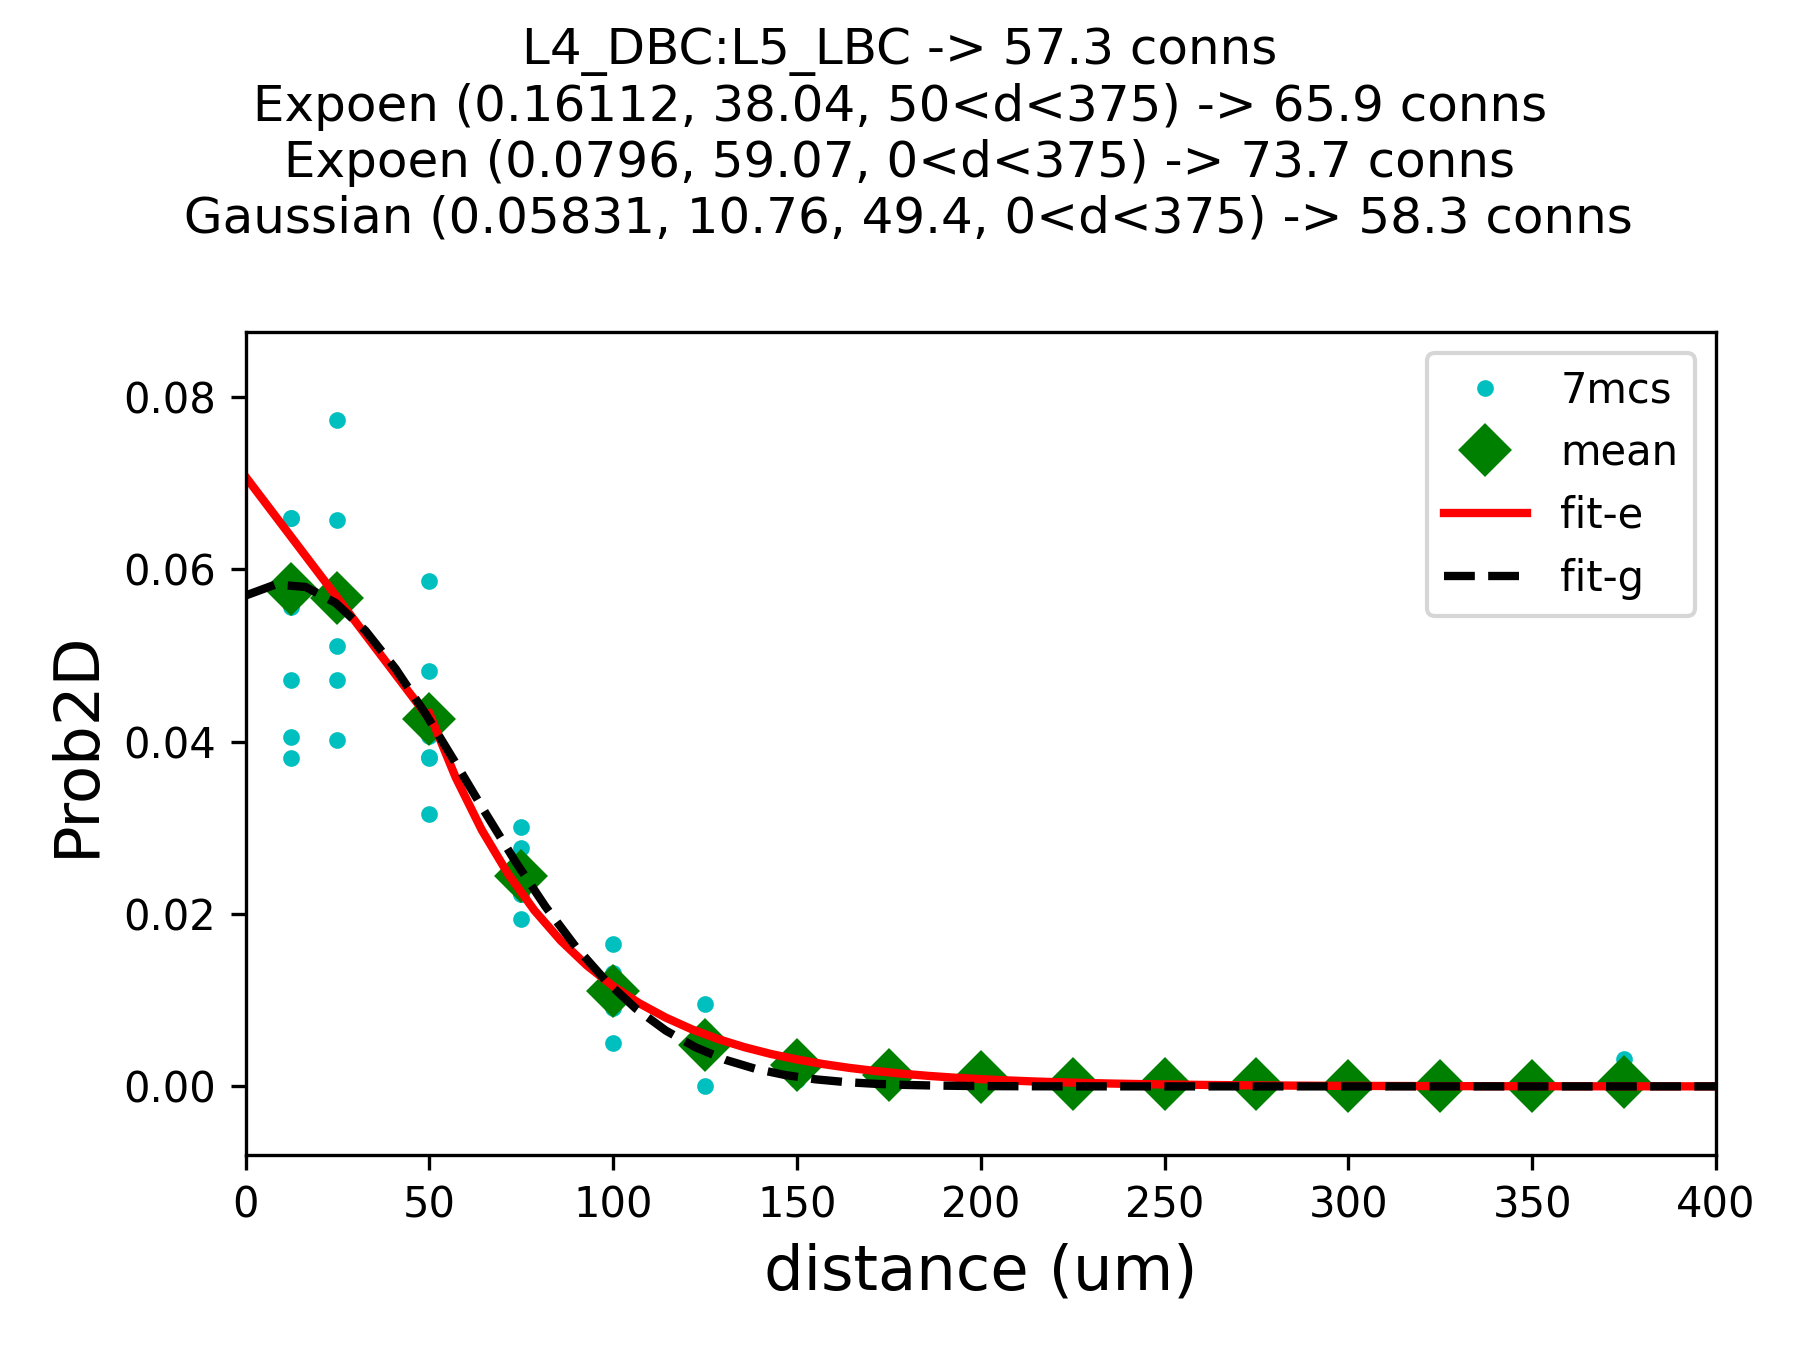 L4_DBC:L5_LBC -> 57.3 conns
Expoen (0.16112, 38.04, 50<d<375) -> 65.9 conns
Expoen (0.0796, 59.07, 0<d<375) -> 73.7 conns
Gaussian (0.05831, 10.76, 49.4, 0<d<375) -> 58.3 conns
7mcs
mean
fit-e
fit-g
Prob2D
0.08
0.06
0.04
0.02
0.00
0 50 100 150 200 250 300 350 400
distance (um)